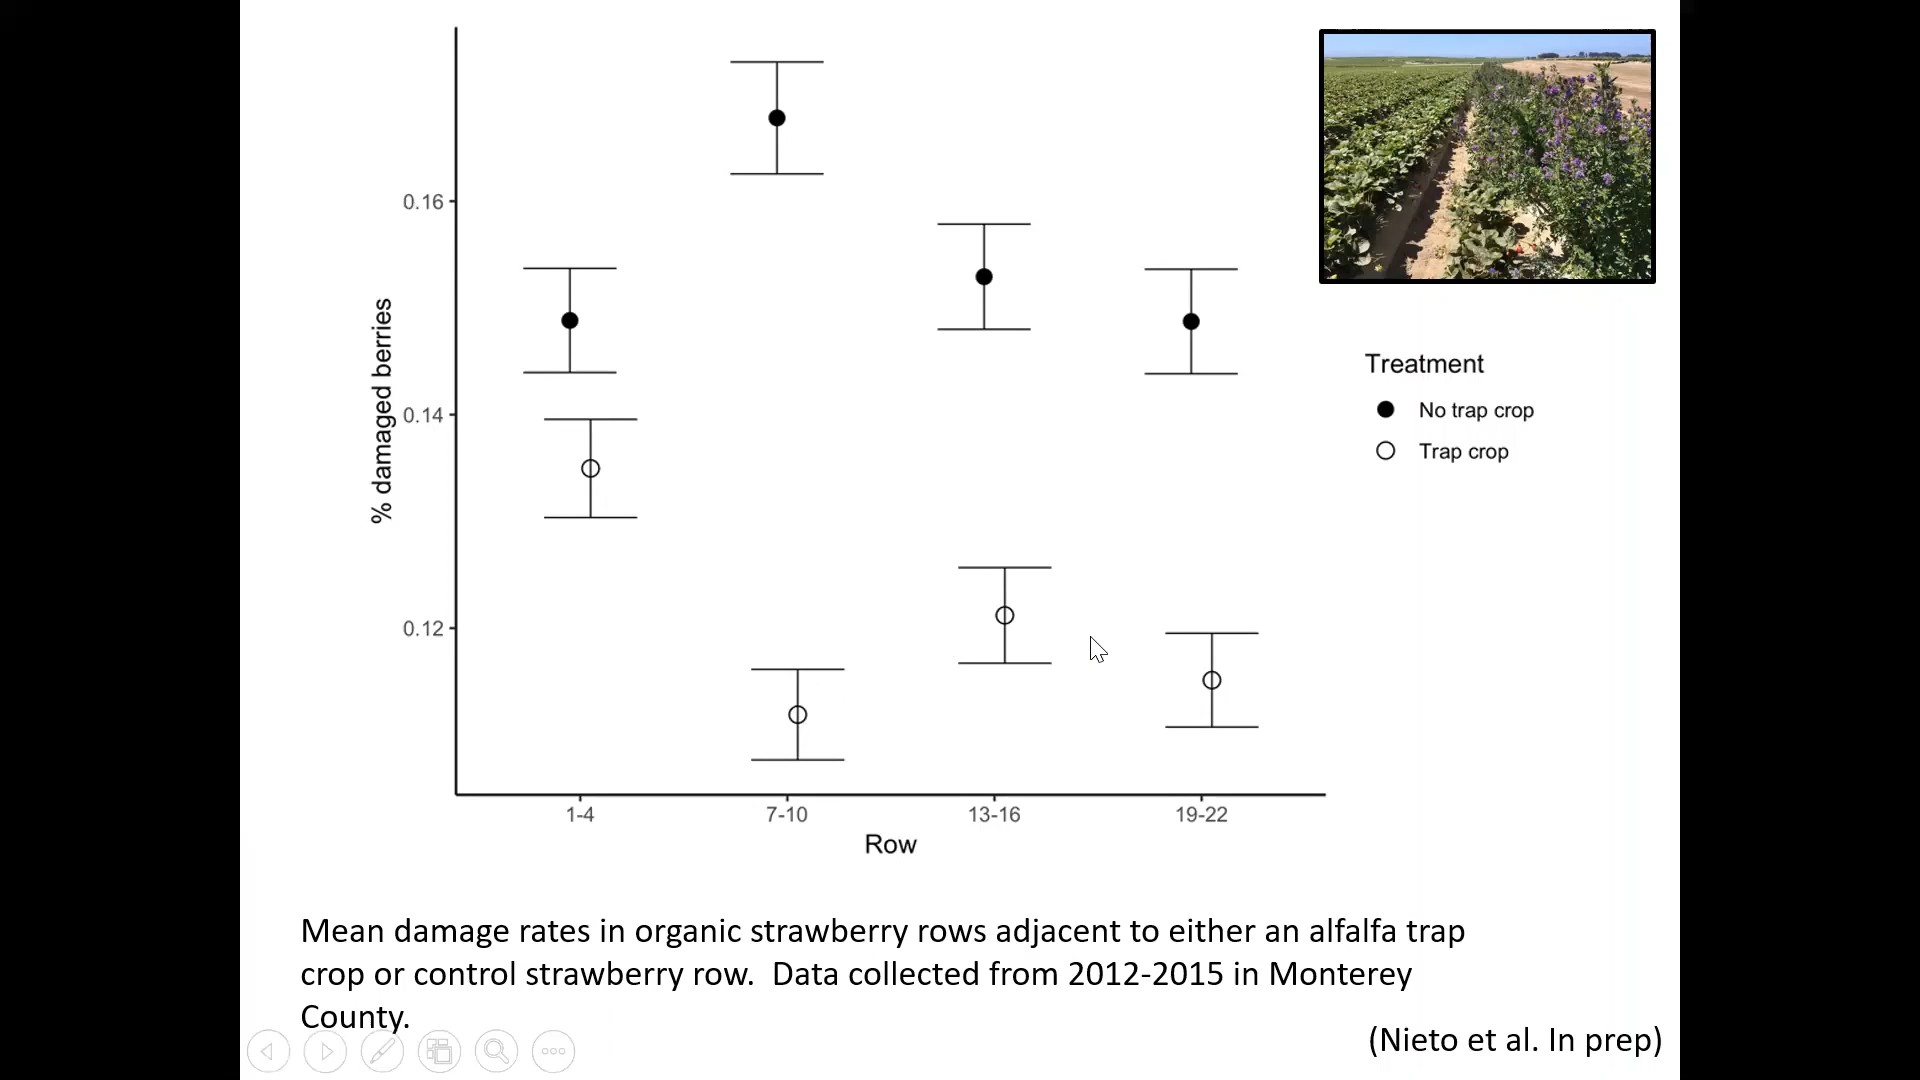 0.16
0.14
0.12
% damaged berries
1-4 7-10 13-16 19-22
Row
Treatment
No trap crop
Trap crop
Mean damage rates in organic strawberry rows adjacent to either an alfalfa trap
crop or control strawberry row. Data collected from 2012-2015 in Monterey
County.
(Nieto et al. In prep)